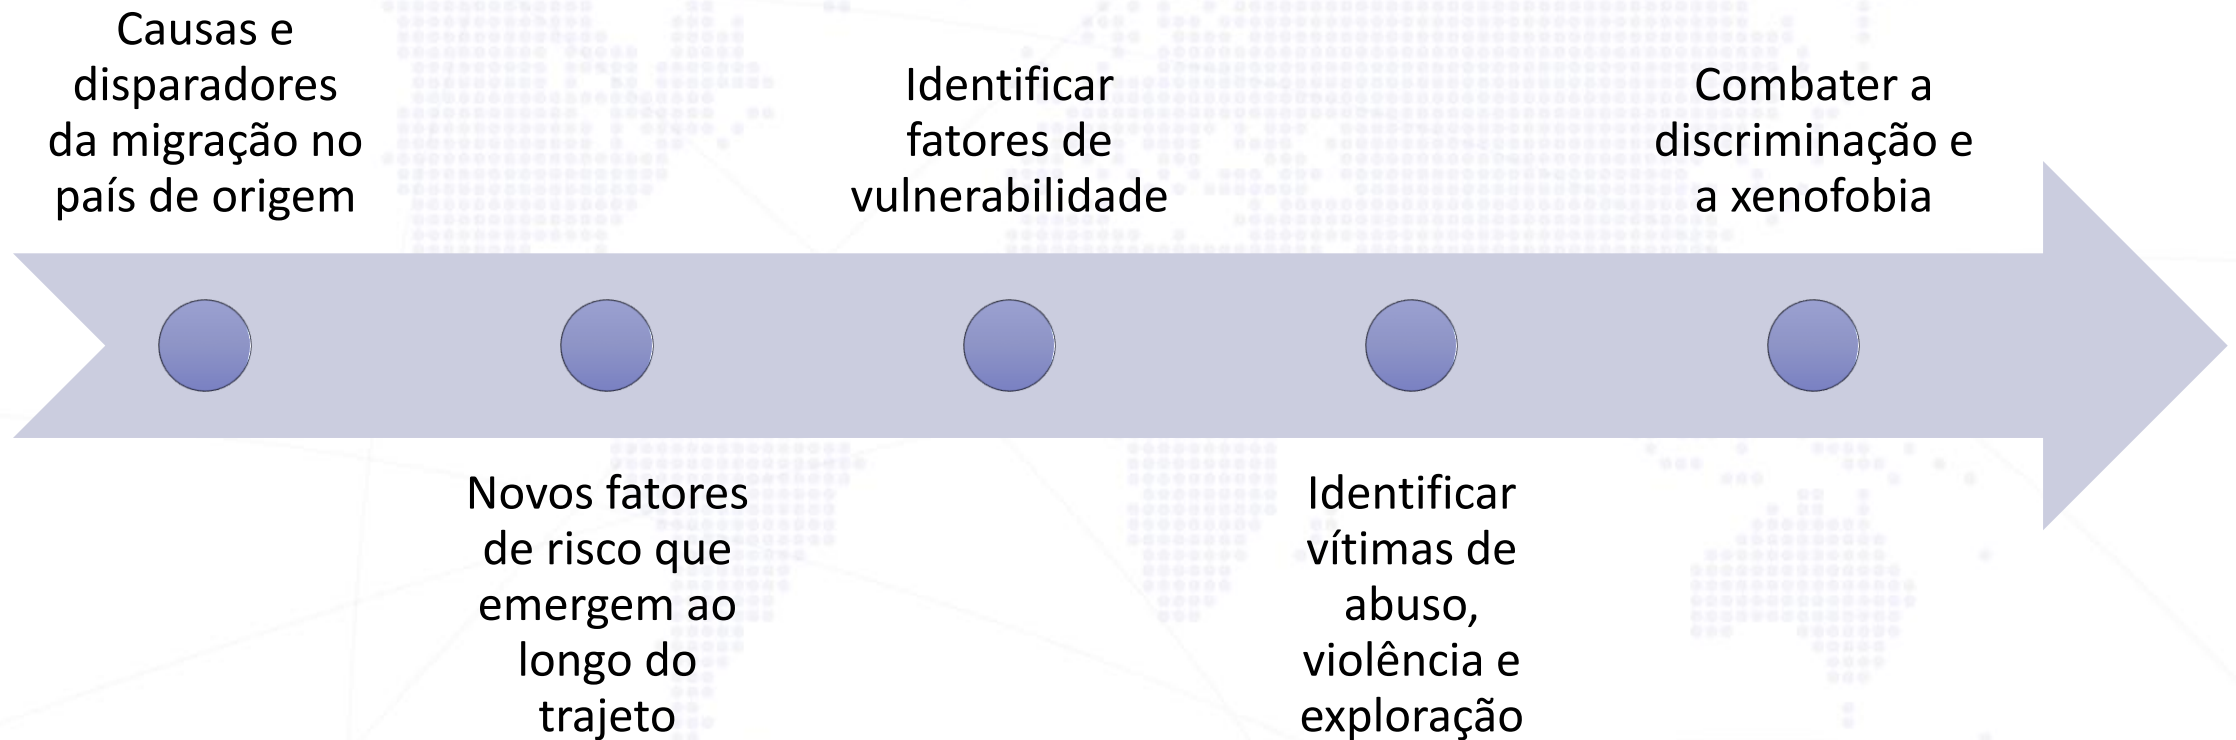 Causas e
disparadores
da migração no
país de origem
Novos fatores
de risco que
emergem ao
longo do
trajeto
Identificar
fatores de
vulnerabilidade
Identificar
vítimas de
abuso,
violência e
exploração
Combater a
discriminação e
a xenofobia